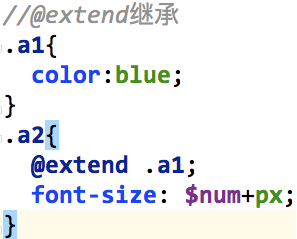 //@extend继承
.a1{
color:blue;
}
.a2{
@extend .a1;
font-size: $num+px;
}